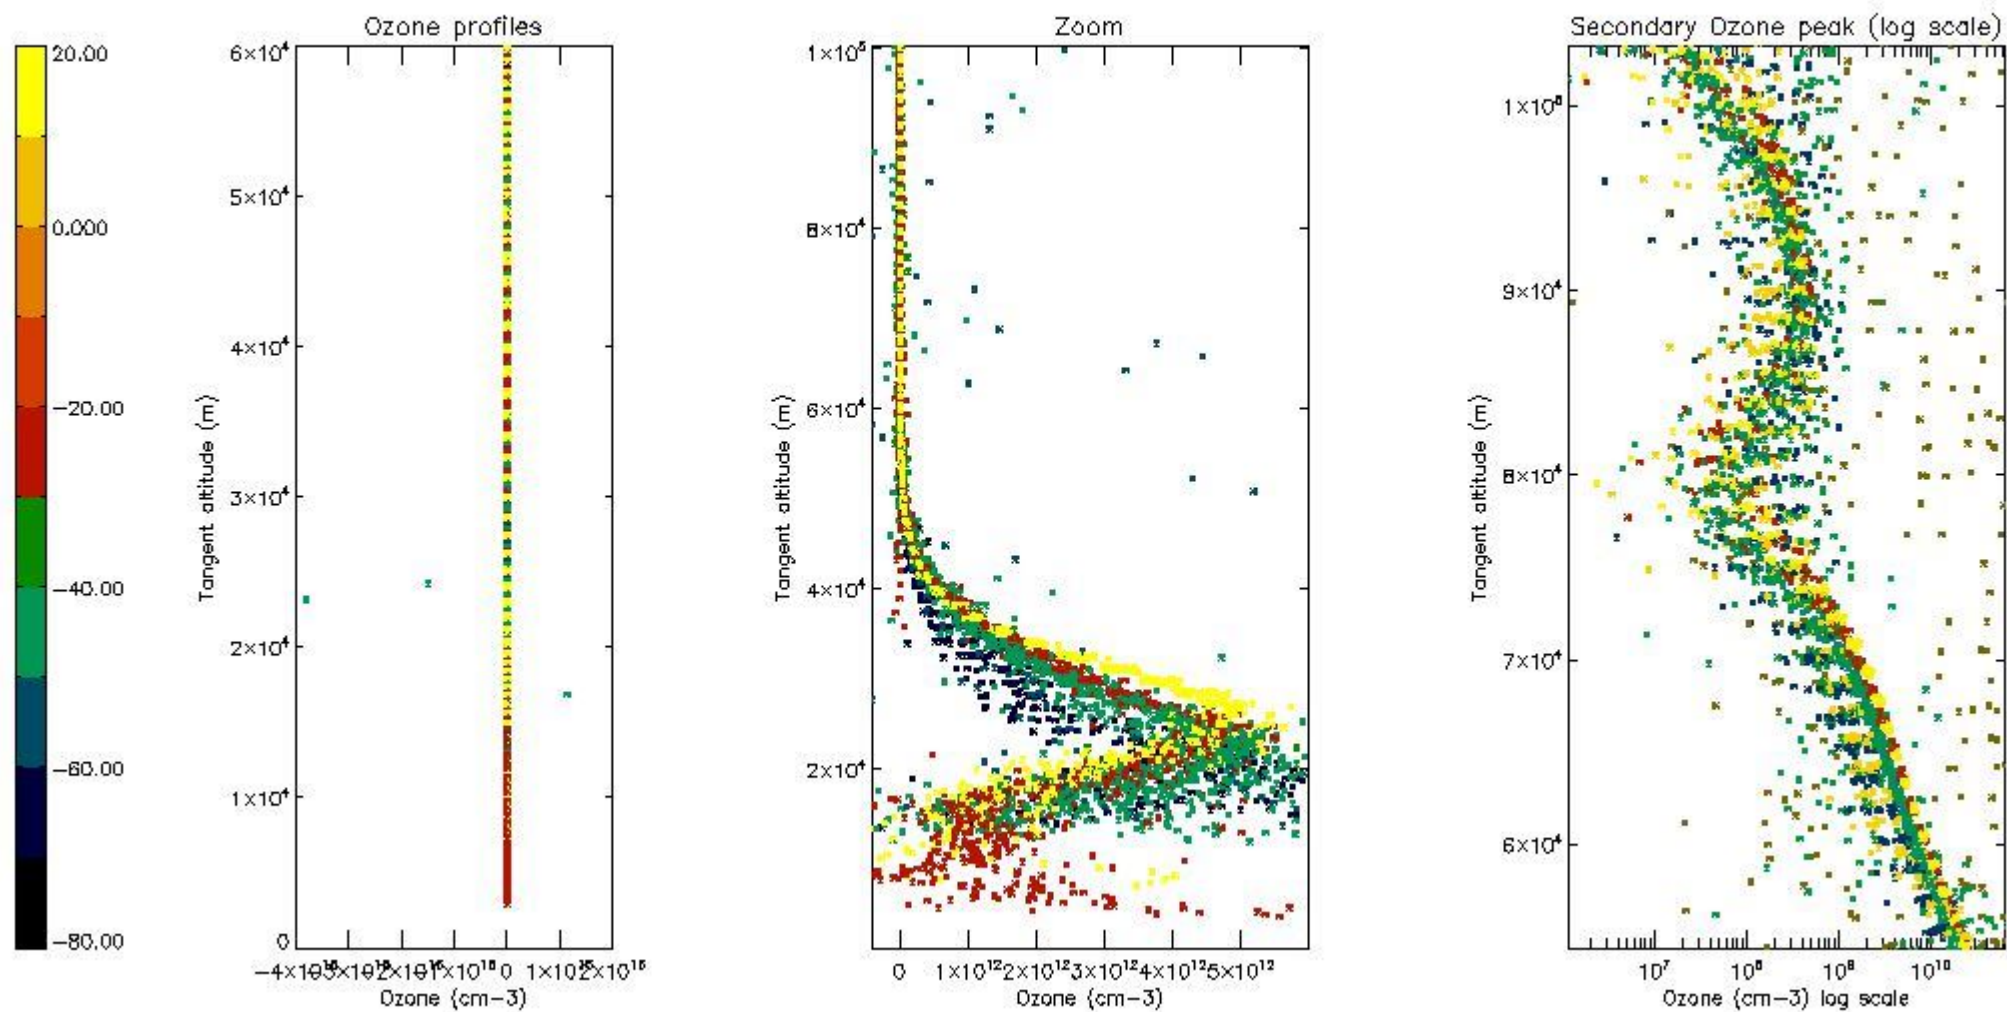 Ozone profiles
Zoom
Secondary Ozone peak (log scale)
20.00
0.000
−20.00
−40.00
−60.00
−80.00
6×10⁴
5×10⁴
4×10⁴
3×10⁴
2×10⁴
1×10⁴
0
Tangent altitude (m)
0
Ozone (cm−3)
1×10⁵
8×10⁴
6×10⁴
4×10⁴
2×10⁴
Tangent altitude (m)
0 1×10¹² 2×10¹² 3×10¹² 4×10¹² 5×10¹²
Ozone (cm−3)
9×10⁴
8×10⁴
7×10⁴
6×10⁴
Tangent altitude (m)
10⁷ 10⁸ 10⁹ 10¹⁰
Ozone (cm−3) log scale